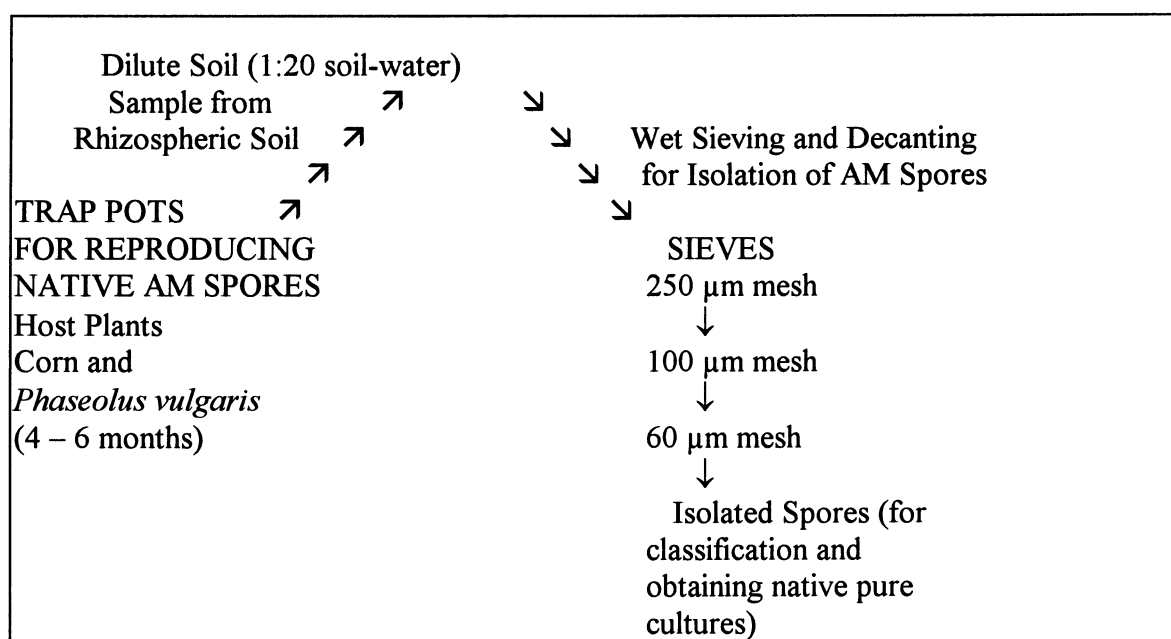 Dilute Soil (1:20 soil-water)
Sample from ↗ ↘
Rhizospheric Soil ↗ ↘ Wet Sieving and Decanting
↗ ↘ for Isolation of AM Spores
TRAP POTS ↗ ↘
FOR REPRODUCING SIEVES
NATIVE AM SPORES 250 µm mesh
Host Plants ↓
Corn and 100 µm mesh
Phaseolus vulgaris ↓
(4 – 6 months) 60 µm mesh
↓
Isolated Spores (for
classification and
obtaining native pure
cultures)